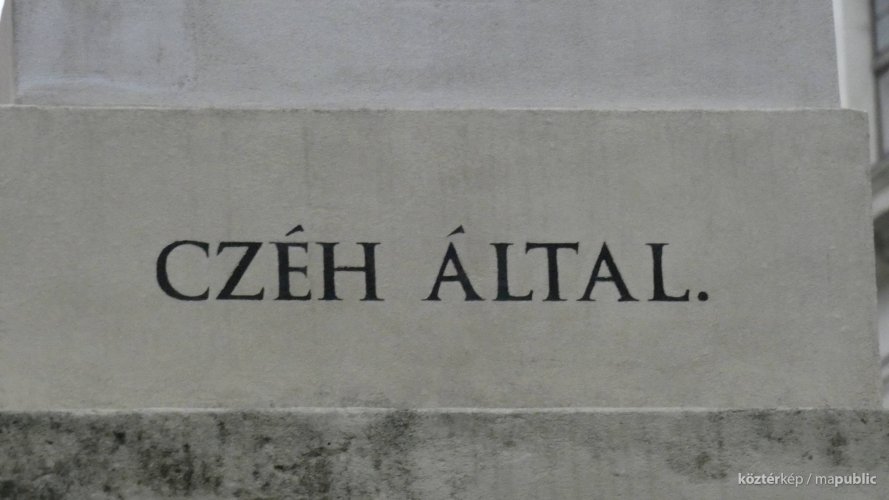 CZÉH ÁLTAL.
köztérkép / mapublic